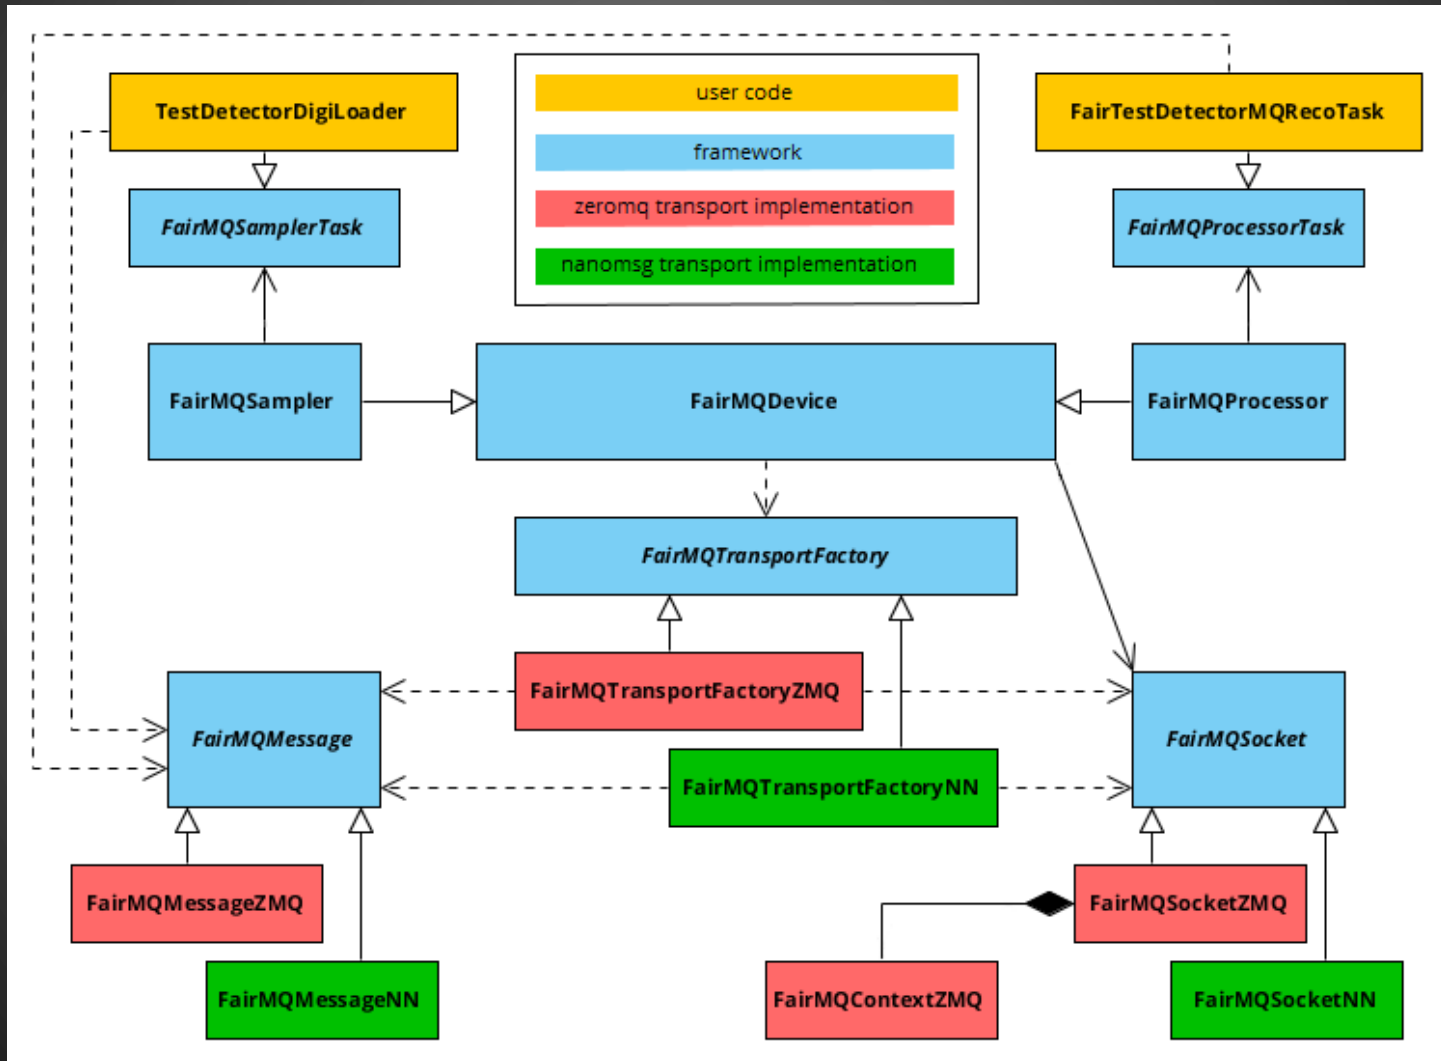 user code
TestDetectorDigiLoader
FairTestDetectorMQRecoTask
framework
zeromq transport implementation
FairMQSamplerTask
FairMQProcessorTask
nanomsg transport implementation
FairMQSampler
FairMQDevice
FairMQProcessor
FairMQTransportFactory
FairMQTransportFactoryZMQ
FairMQMessage
FairMQSocket
FairMQTransportFactoryNN
FairMQMessageZMQ
FairMQSocketZMQ
FairMQMessageNN
FairMQContextZMQ
FairMQSocketNN